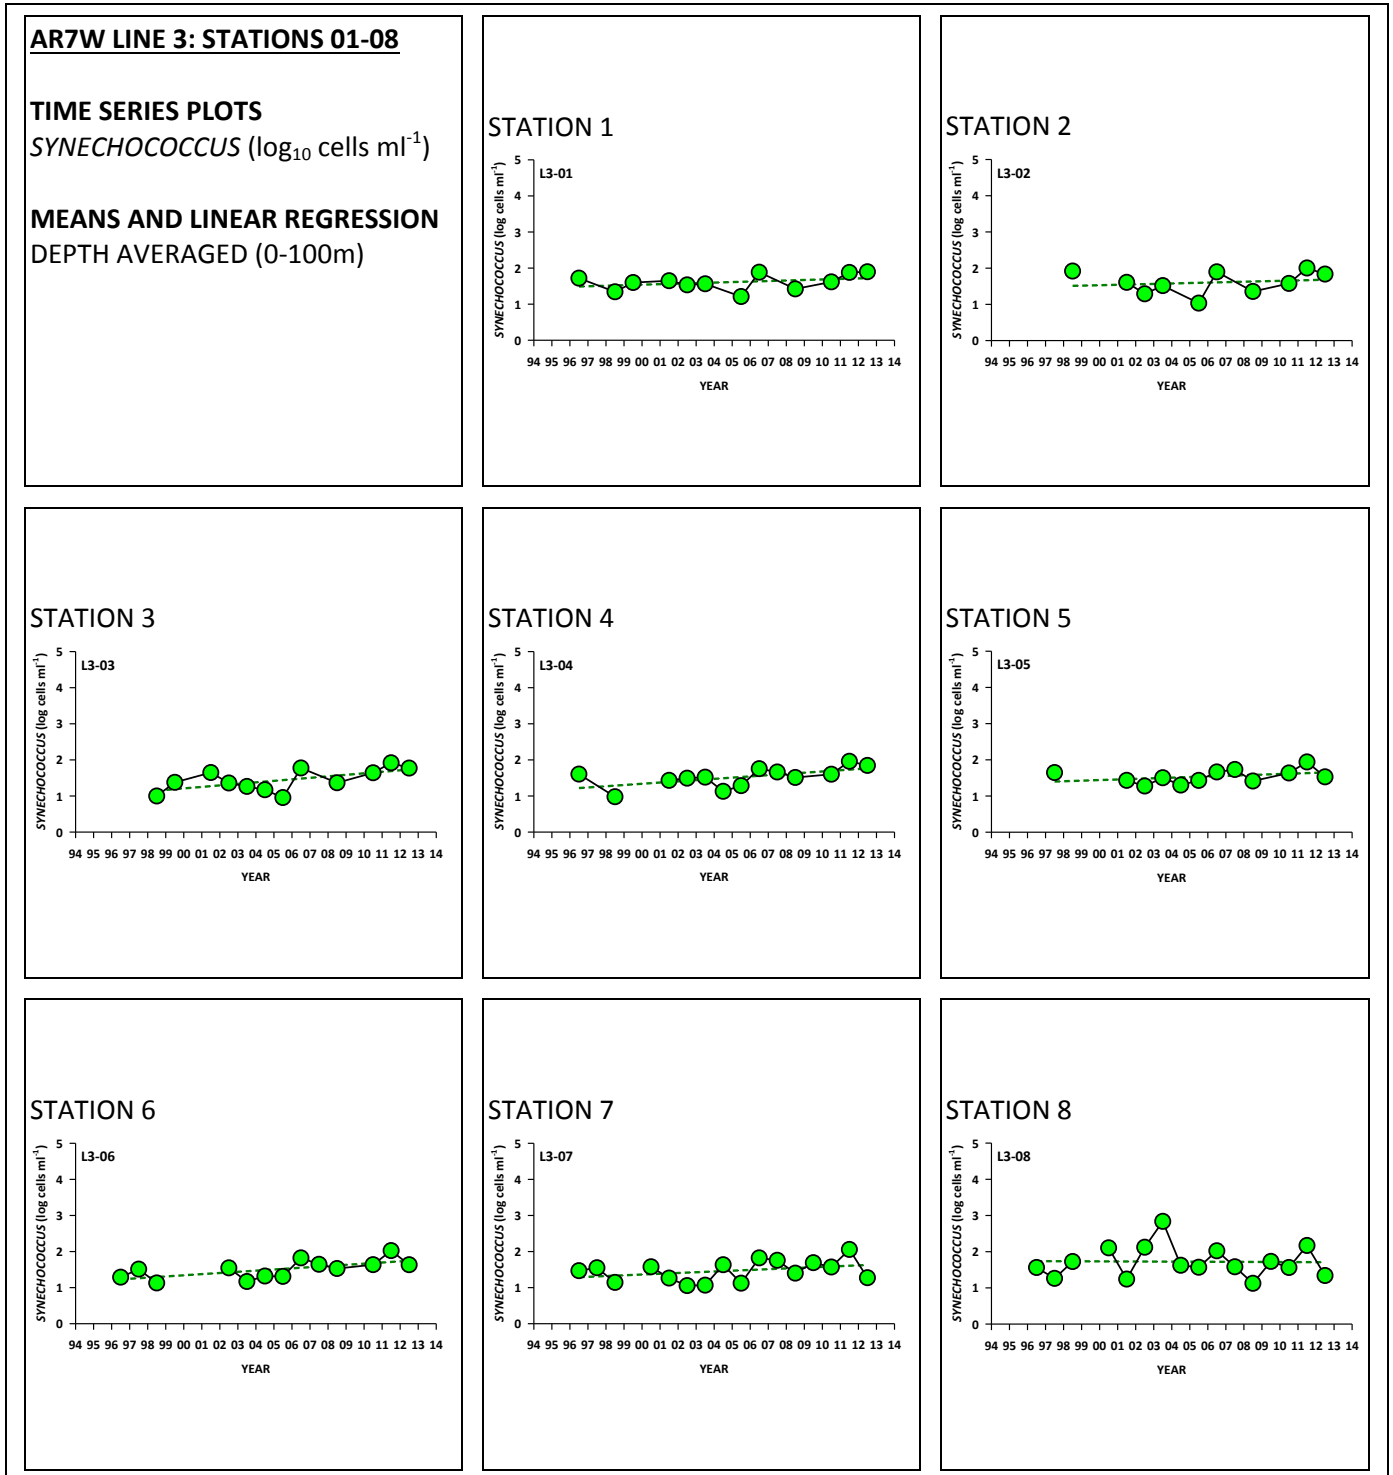 AR7W LINE 3: STATIONS 01-08
TIME SERIES PLOTS
SYNECHOCOCCUS (log₁₀ cells ml⁻¹)
MEANS AND LINEAR REGRESSION
DEPTH AVERAGED (0-100m)
STATION 1
L3-01
SYNECHOCOCCUS (log cells ml⁻¹)
5
4
3
2
1
0
94 95 96 97 98 99 00 01 02 03 04 05 06 07 08 09 10 11 12 13 14
YEAR
STATION 2
L3-02
SYNECHOCOCCUS (log cells ml⁻¹)
5
4
3
2
1
0
94 95 96 97 98 99 00 01 02 03 04 05 06 07 08 09 10 11 12 13 14
YEAR
STATION 3
L3-03
SYNECHOCOCCUS (log cells ml⁻¹)
5
4
3
2
1
0
94 95 96 97 98 99 00 01 02 03 04 05 06 07 08 09 10 11 12 13 14
YEAR
STATION 4
L3-04
SYNECHOCOCCUS (log cells ml⁻¹)
5
4
3
2
1
0
94 95 96 97 98 99 00 01 02 03 04 05 06 07 08 09 10 11 12 13 14
YEAR
STATION 5
L3-05
SYNECHOCOCCUS (log cells ml⁻¹)
5
4
3
2
1
0
94 95 96 97 98 99 00 01 02 03 04 05 06 07 08 09 10 11 12 13 14
YEAR
STATION 6
L3-06
SYNECHOCOCCUS (log cells ml⁻¹)
5
4
3
2
1
0
94 95 96 97 98 99 00 01 02 03 04 05 06 07 08 09 10 11 12 13 14
YEAR
STATION 7
L3-07
SYNECHOCOCCUS (log cells ml⁻¹)
5
4
3
2
1
0
94 95 96 97 98 99 00 01 02 03 04 05 06 07 08 09 10 11 12 13 14
YEAR
STATION 8
L3-08
SYNECHOCOCCUS (log cells ml⁻¹)
5
4
3
2
1
0
94 95 96 97 98 99 00 01 02 03 04 05 06 07 08 09 10 11 12 13 14
YEAR